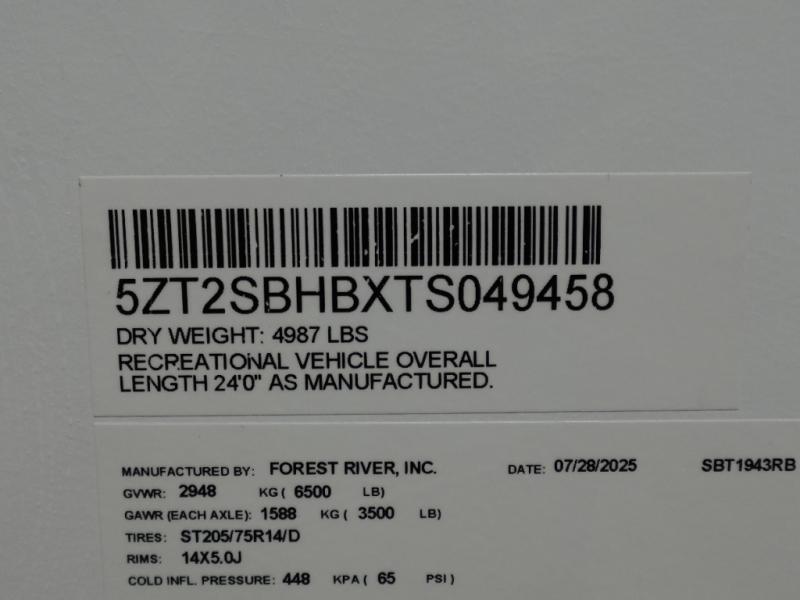 5ZT2SBHBXTS049458
DRY WEIGHT: 4987 LBS
RECREATIONAL VEHICLE OVERALL
LENGTH 24'0" AS MANUFACTURED.
MANUFACTURED BY: FOREST RIVER, INC. DATE: 07/28/2025 SBT1943RB
GVWR: 2948 KG ( 6500 LB)
GAWR (EACH AXLE): 1588 KG ( 3500 LB)
TIRES: ST205/75R14/D
RIMS: 14X5.0J
COLD INFL. PRESSURE: 448 KPA ( 65 PSI )